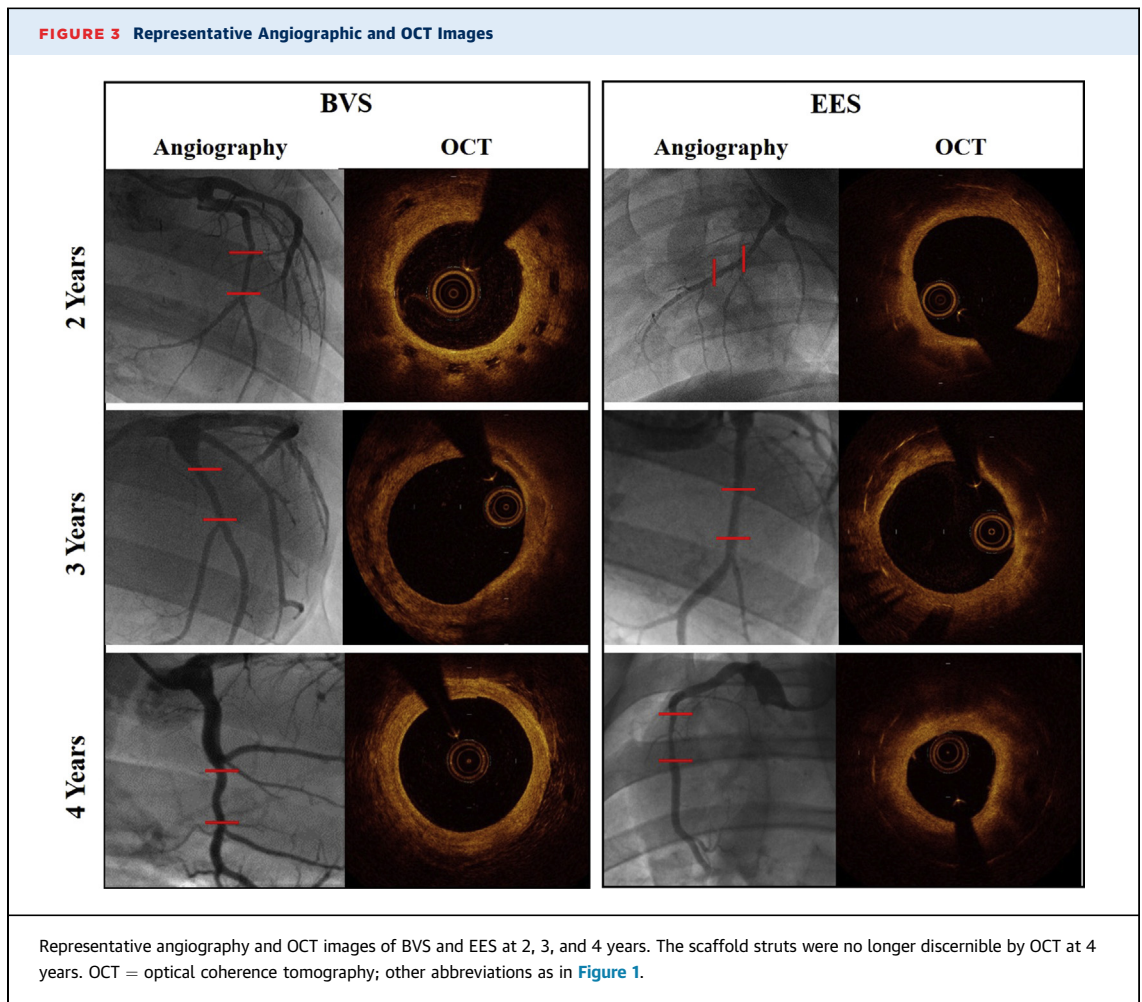 FIGURE 3 Representative Angiographic and OCT Images
BVS
EES
Angiography
OCT
Angiography
OCT
2 Years
3 Years
4 Years
Representative angiography and OCT images of BVS and EES at 2, 3, and 4 years. The scaffold struts were no longer discernible by OCT at 4
years. OCT = optical coherence tomography; other abbreviations as in Figure 1.